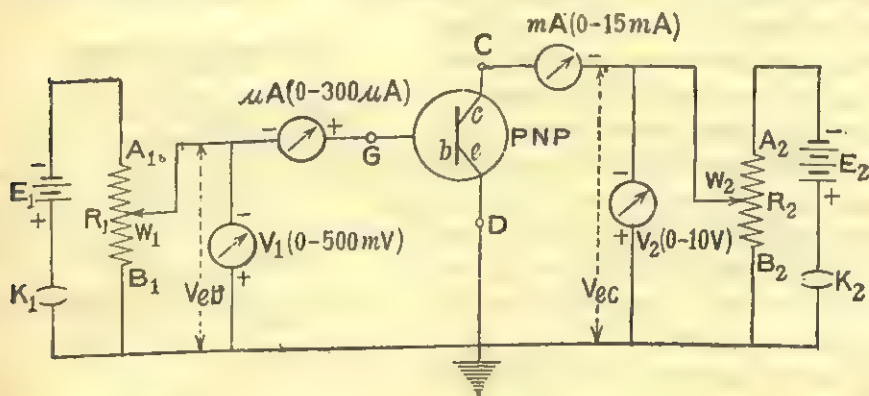 mA(0-15mA)
C
-
μA(0-300μA)
-
+
G
c
b
e
PNP
D
-
E1
+
K1
A1
R1
W1
B1
Veb
-
V1(0-500mV)
+
Vec
-
+
V2(0-10V)
W2
A2
R2
B2
-
E2
+
K2